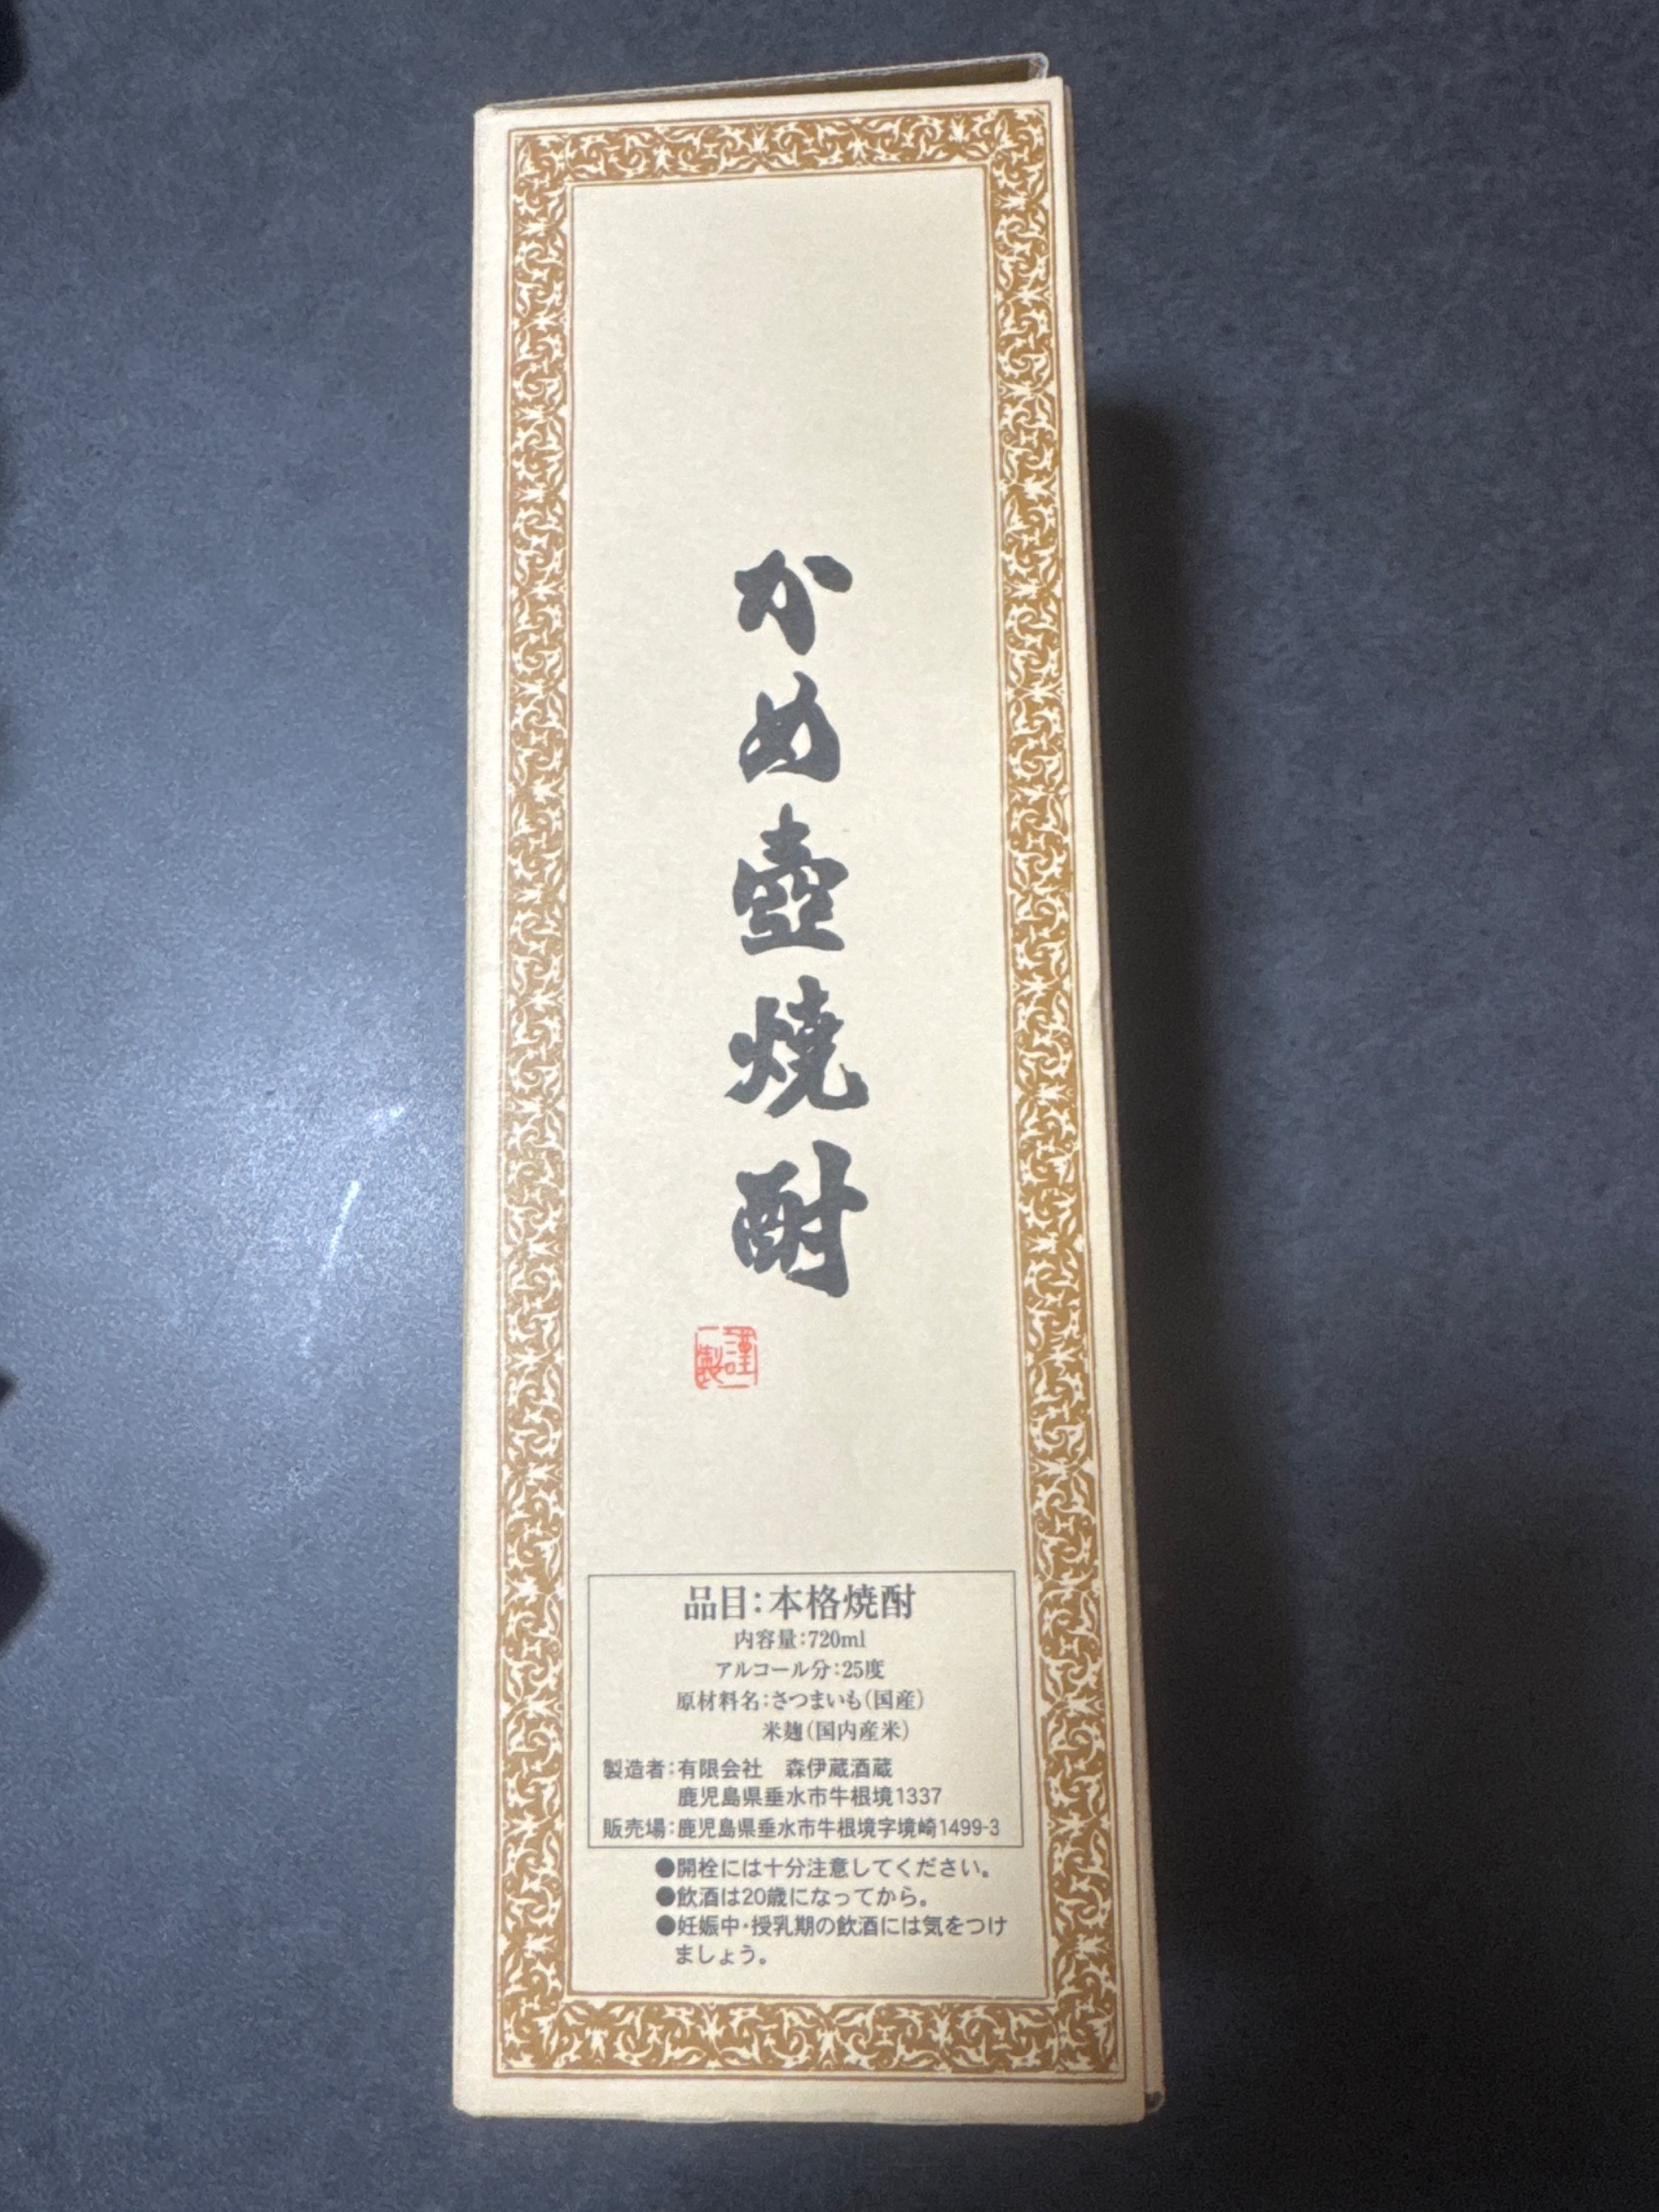 かめ壺焼酎
謹製
品目:本格焼酎
内容量:720ml
アルコール分:25度
原材料名:さつまいも(国産)
米麹(国内産米)
製造者:有限会社　森伊蔵酒蔵
鹿児島県垂水市牛根境1337
販売場:鹿児島県垂水市牛根境字境崎1499-3
●開栓には十分注意してください。
●飲酒は20歳になってから。
●妊娠中・授乳期の飲酒には気をつけ
ましょう。